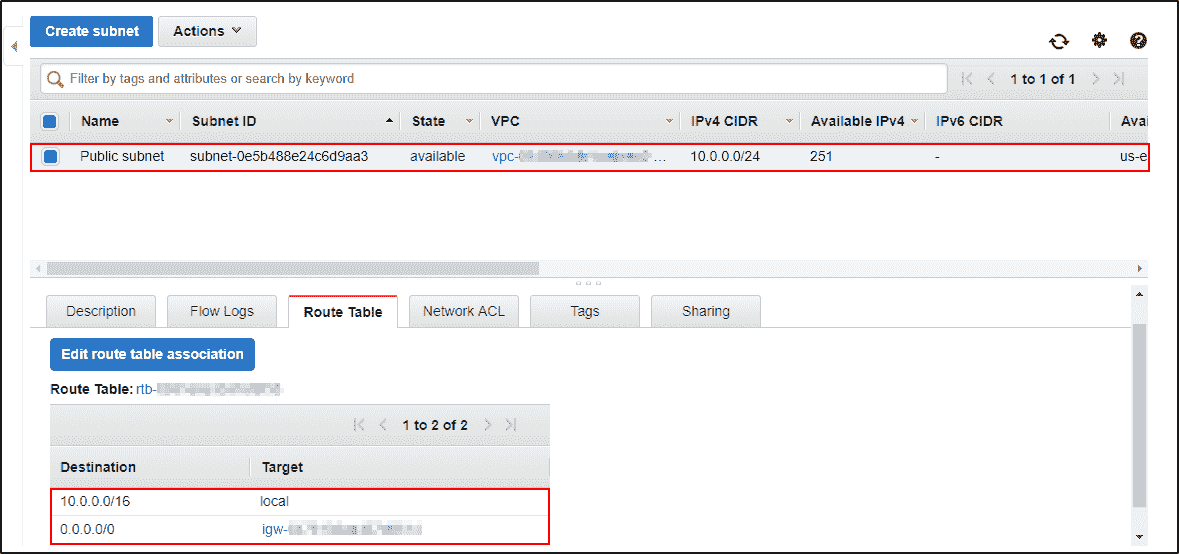 Create subnet Actions
Filter by tags and attributes or search by keyword 1 to 1 of 1
Name Subnet ID State VPC IPv4 CIDR Available IPv4 IPv6 CIDR Avai
Public subnet subnet-0e5b488e24c6d9aa3 available vpc- ... 10.0.0.0/24 251 - us-e
Description Flow Logs Route Table Network ACL Tags Sharing
Edit route table association
Route Table: rtb-
1 to 2 of 2
Destination Target
10.0.0.0/16 local
0.0.0.0/0 igw-